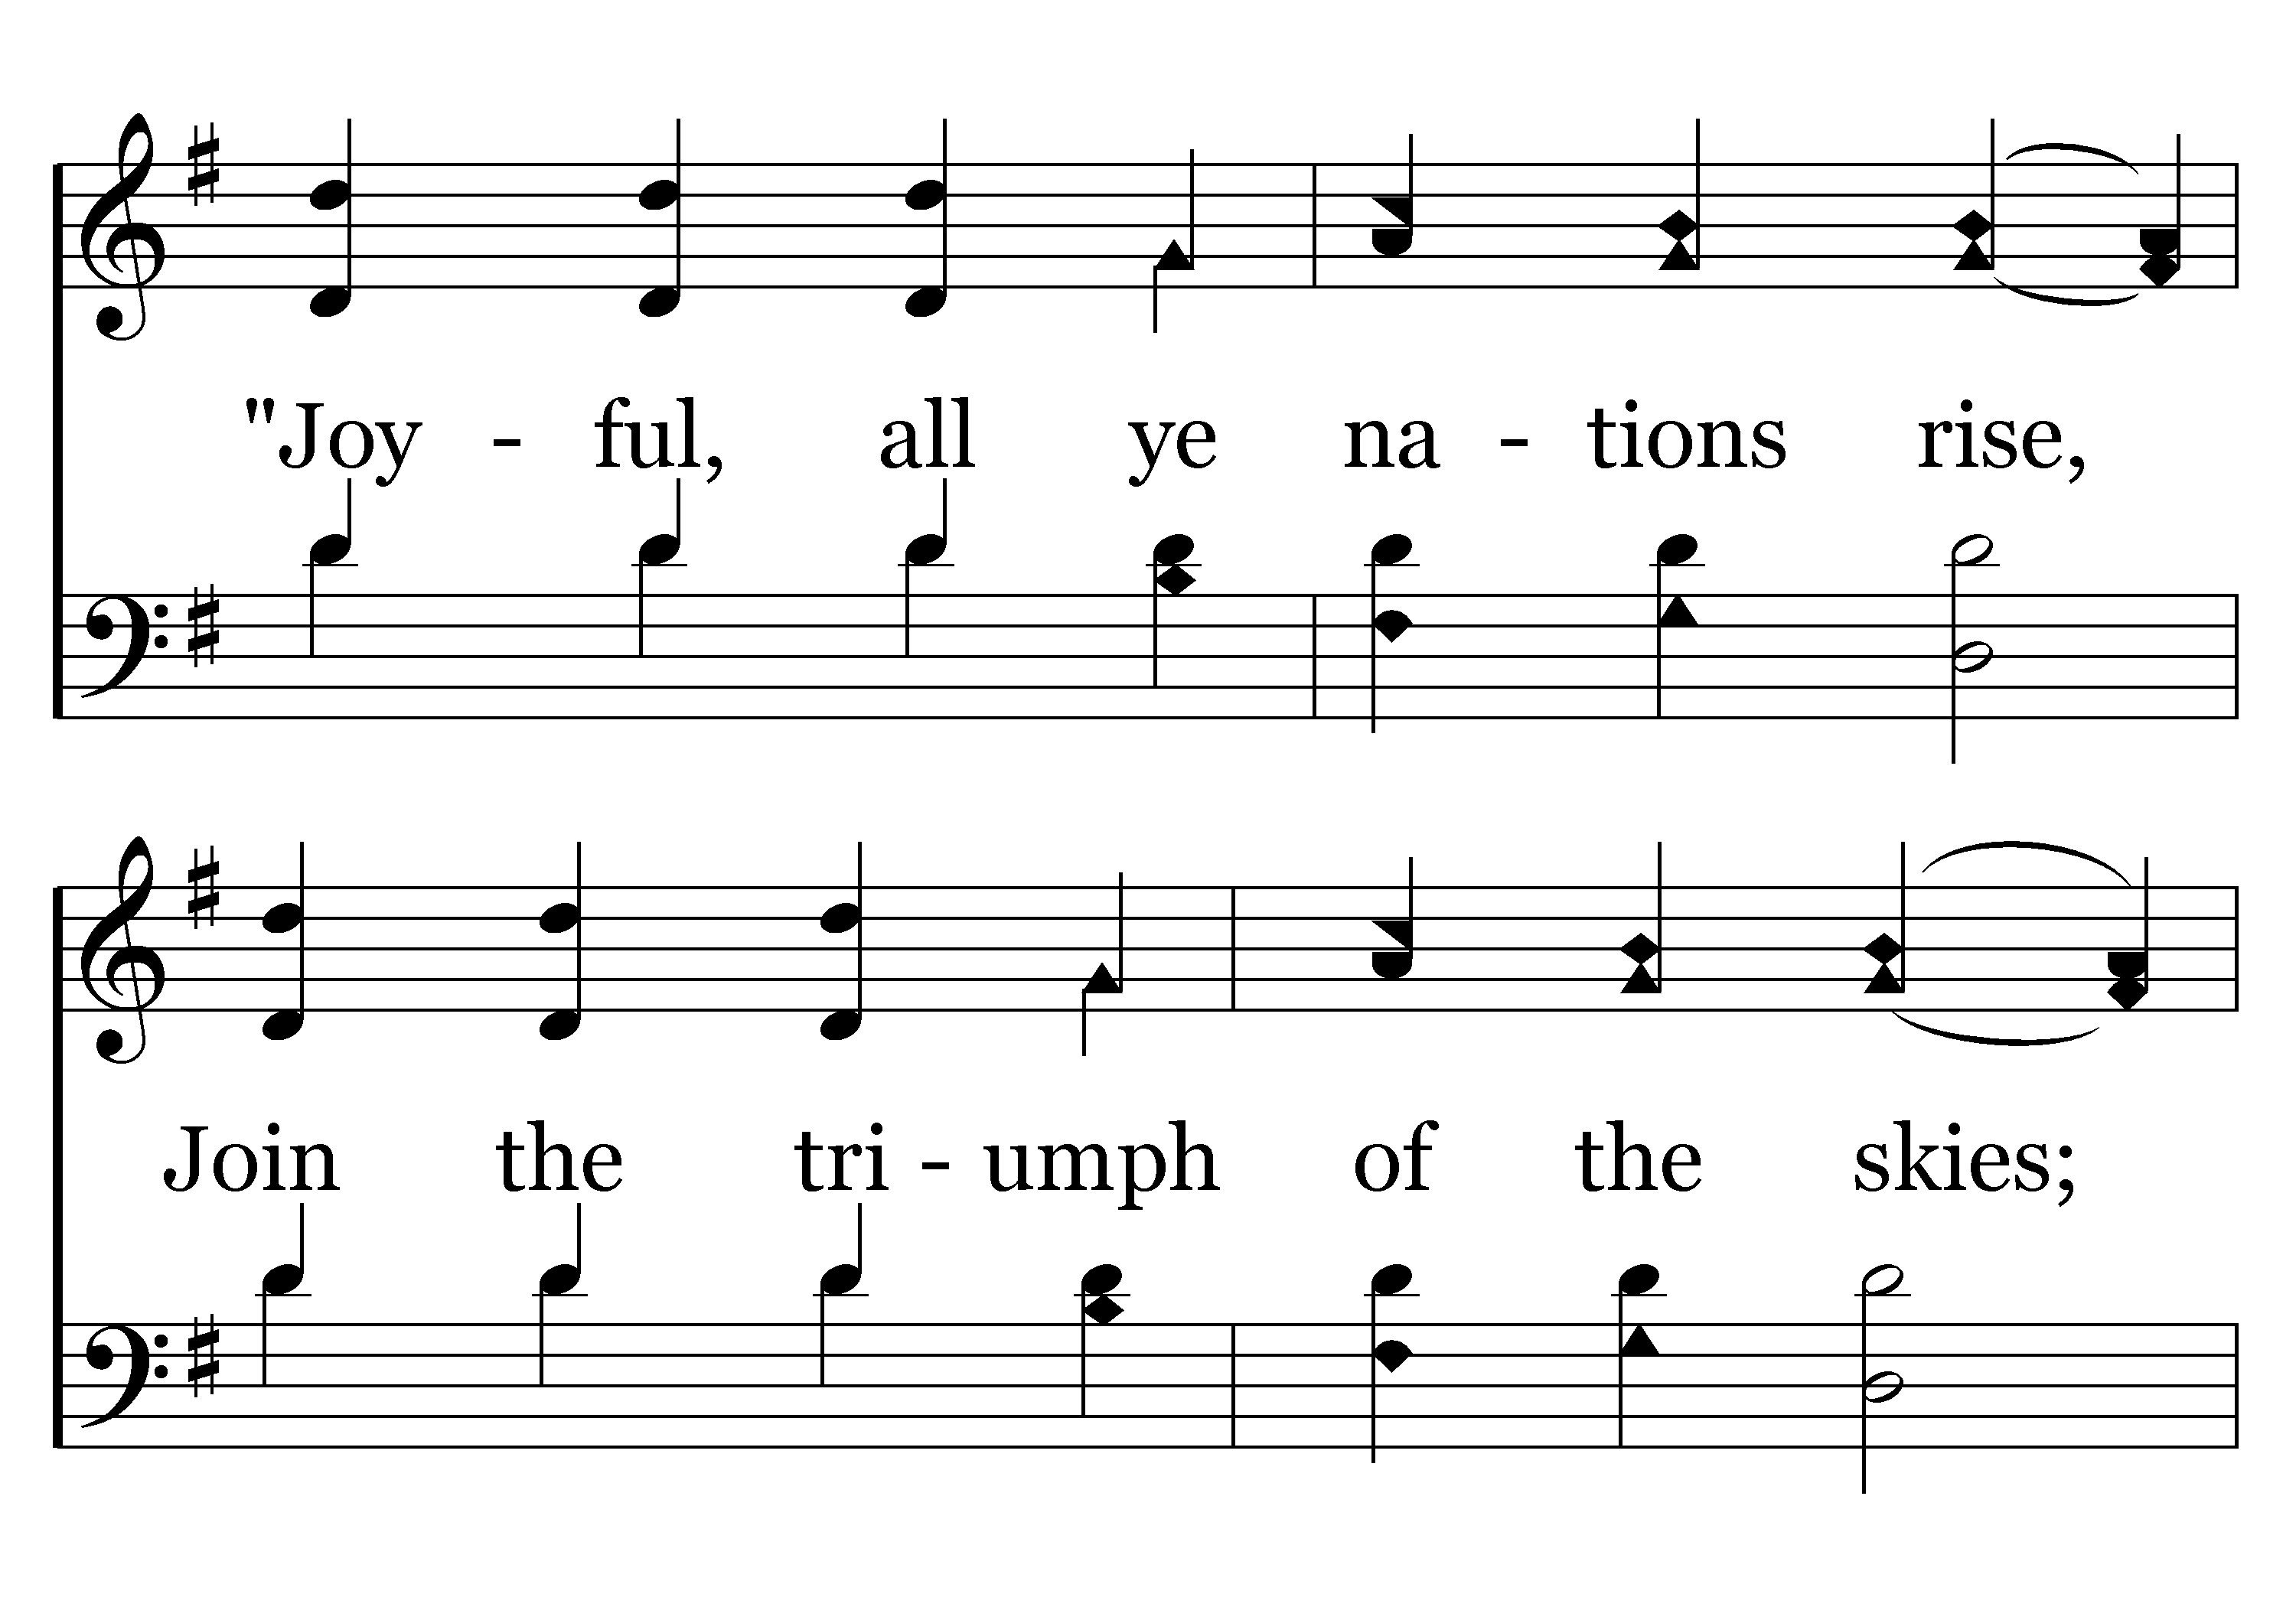 "Joy - ful, all ye na - tions rise,
Join the tri - umph of the skies;